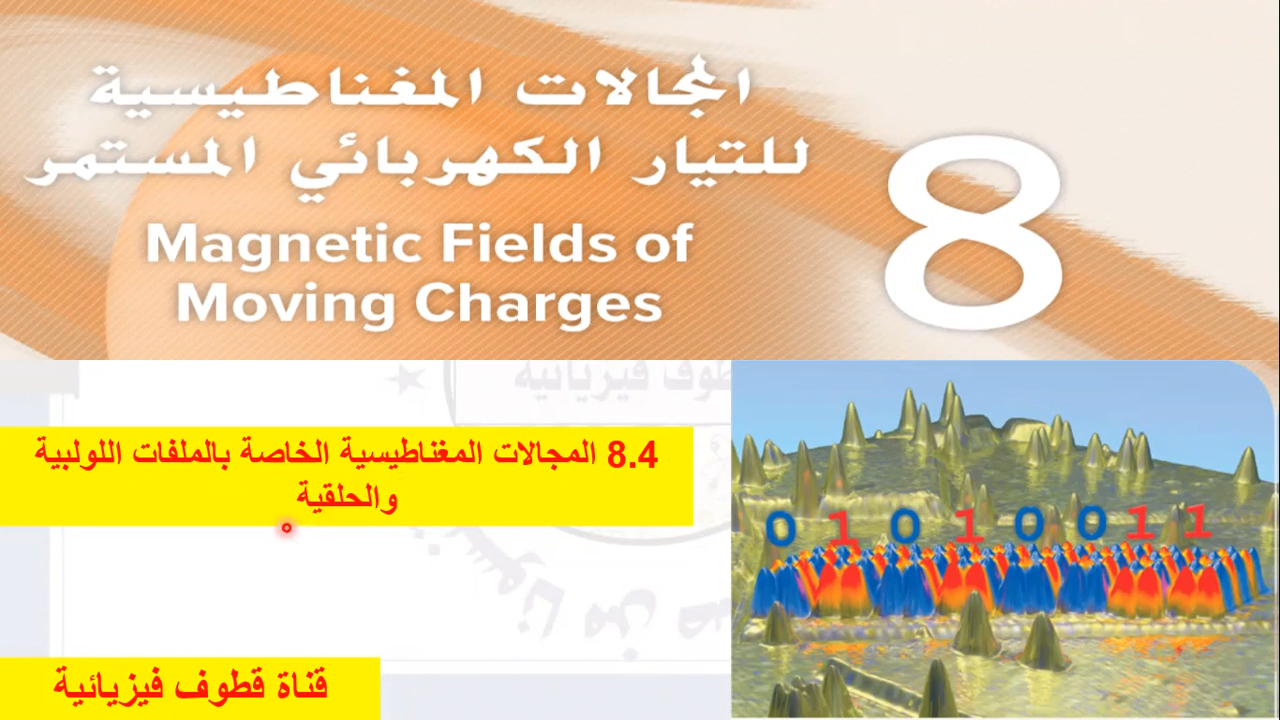 المجالات المغناطيسية
للتيار الكهربائي المستمر
8
Magnetic Fields of
Moving Charges
8.4 المجالات المغناطيسية الخاصة بالملفات اللولبية
والحلقية
0 1 0 1 0 0 1 1
قناة قطوف فيزيائية